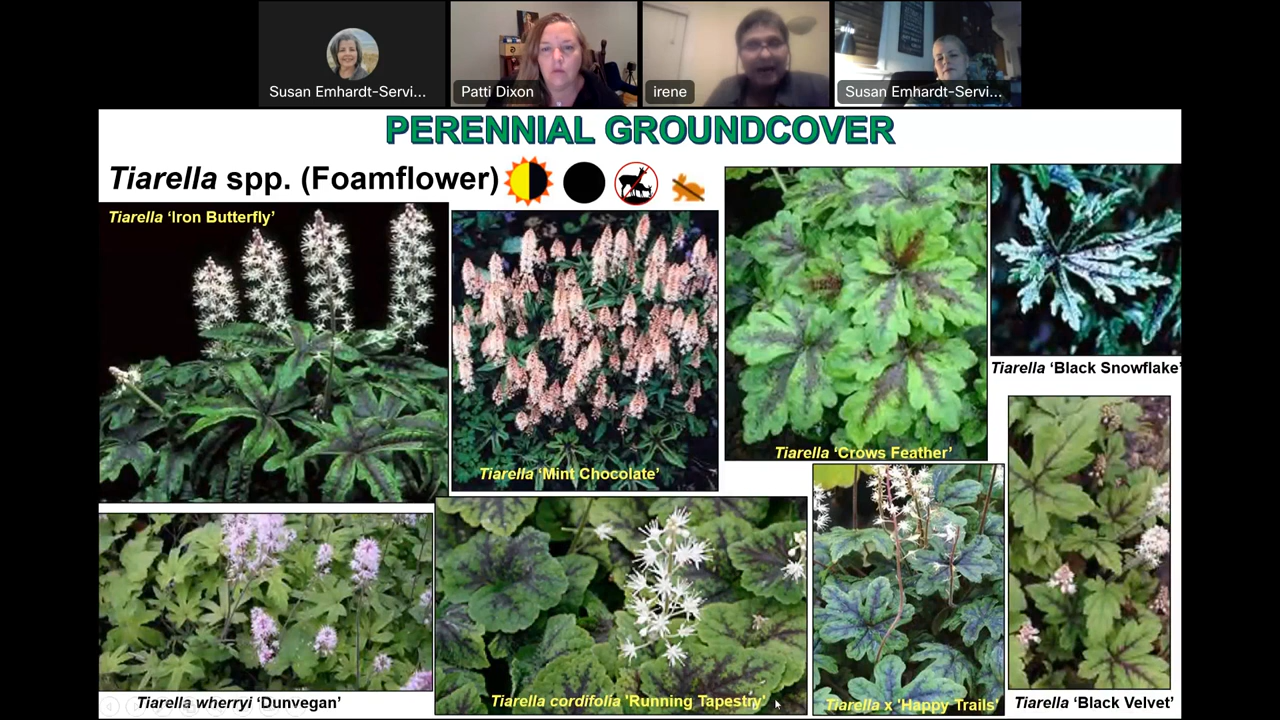 Susan Emhardt-Servi...
Patti Dixon
irene
Susan Emhardt-Servi...
PERENNIAL GROUNDCOVER
Tiarella spp. (Foamflower)
Tiarella ‘Iron Butterfly’
Tiarella ‘Mint Chocolate’
Tiarella ‘Crows Feather’
Tiarella ‘Black Snowflake’
Tiarella wherryi ‘Dunvegan’
Tiarella cordifolia 'Running Tapestry'
Tiarella x 'Happy Trails'
Tiarella ‘Black Velvet’